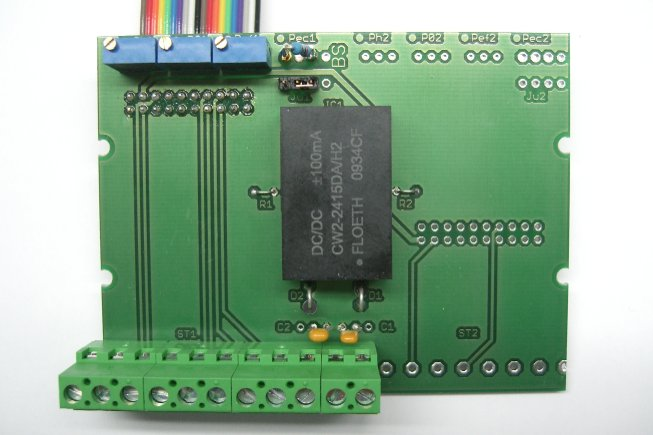 Pec1
Ph2
P02
Pef2
Pec2
BS
Ju1
Ju2
IC1
DC/DC ±100mA
CW2-2415DA/H2
FLOETH 0934CF
R1
R2
D2
D1
C2
C1
ST1
ST2